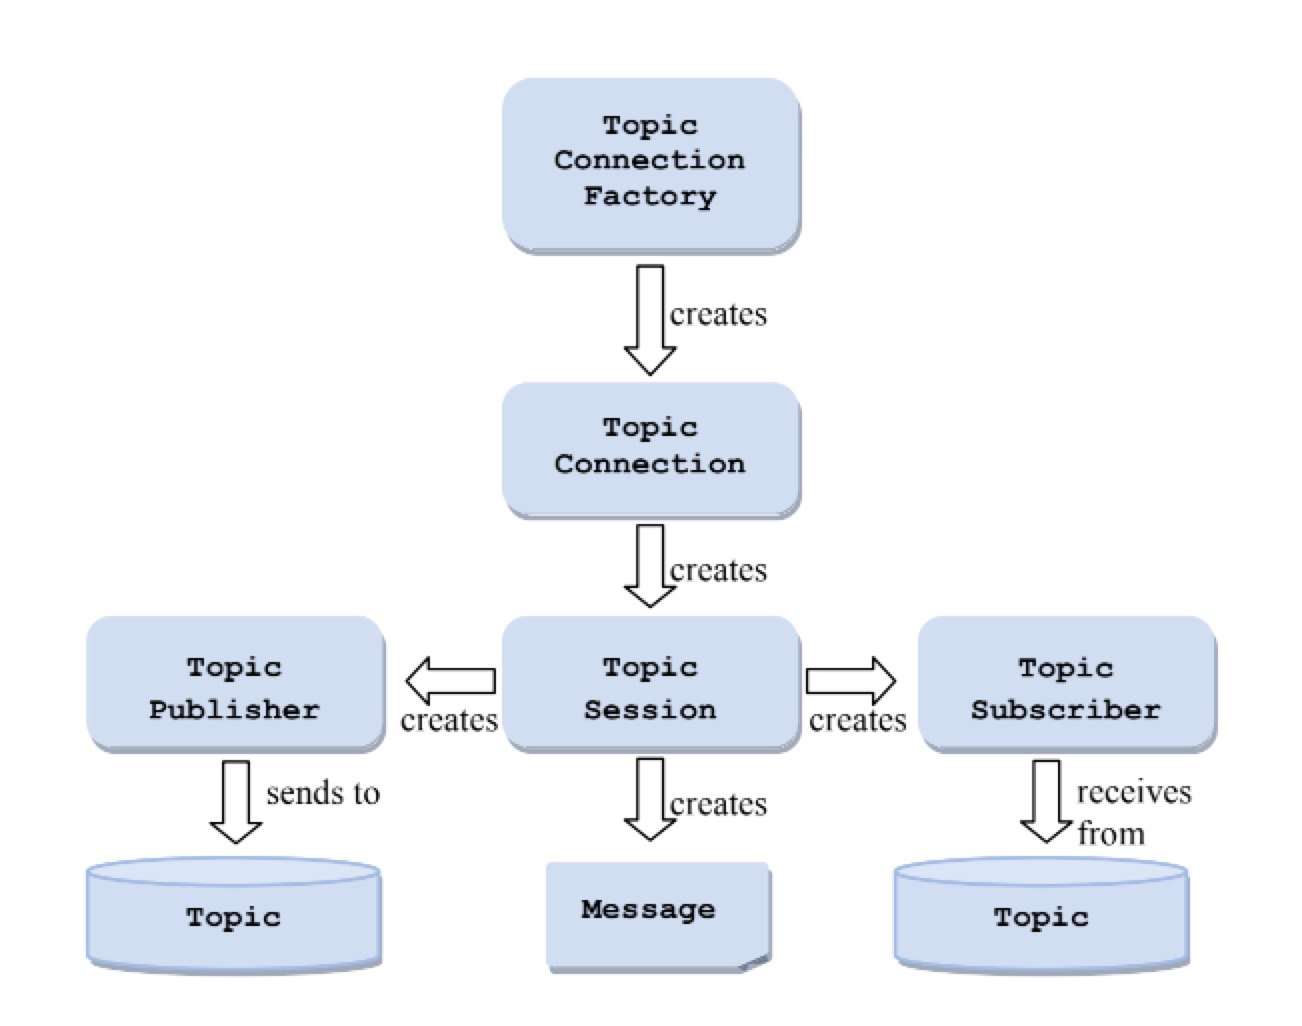 Topic
Connection
Factory
creates
Topic
Connection
creates
Topic
Publisher
creates
Topic
Session
creates
Topic
Subscriber
sends to
creates
receives
from
Topic
Message
Topic